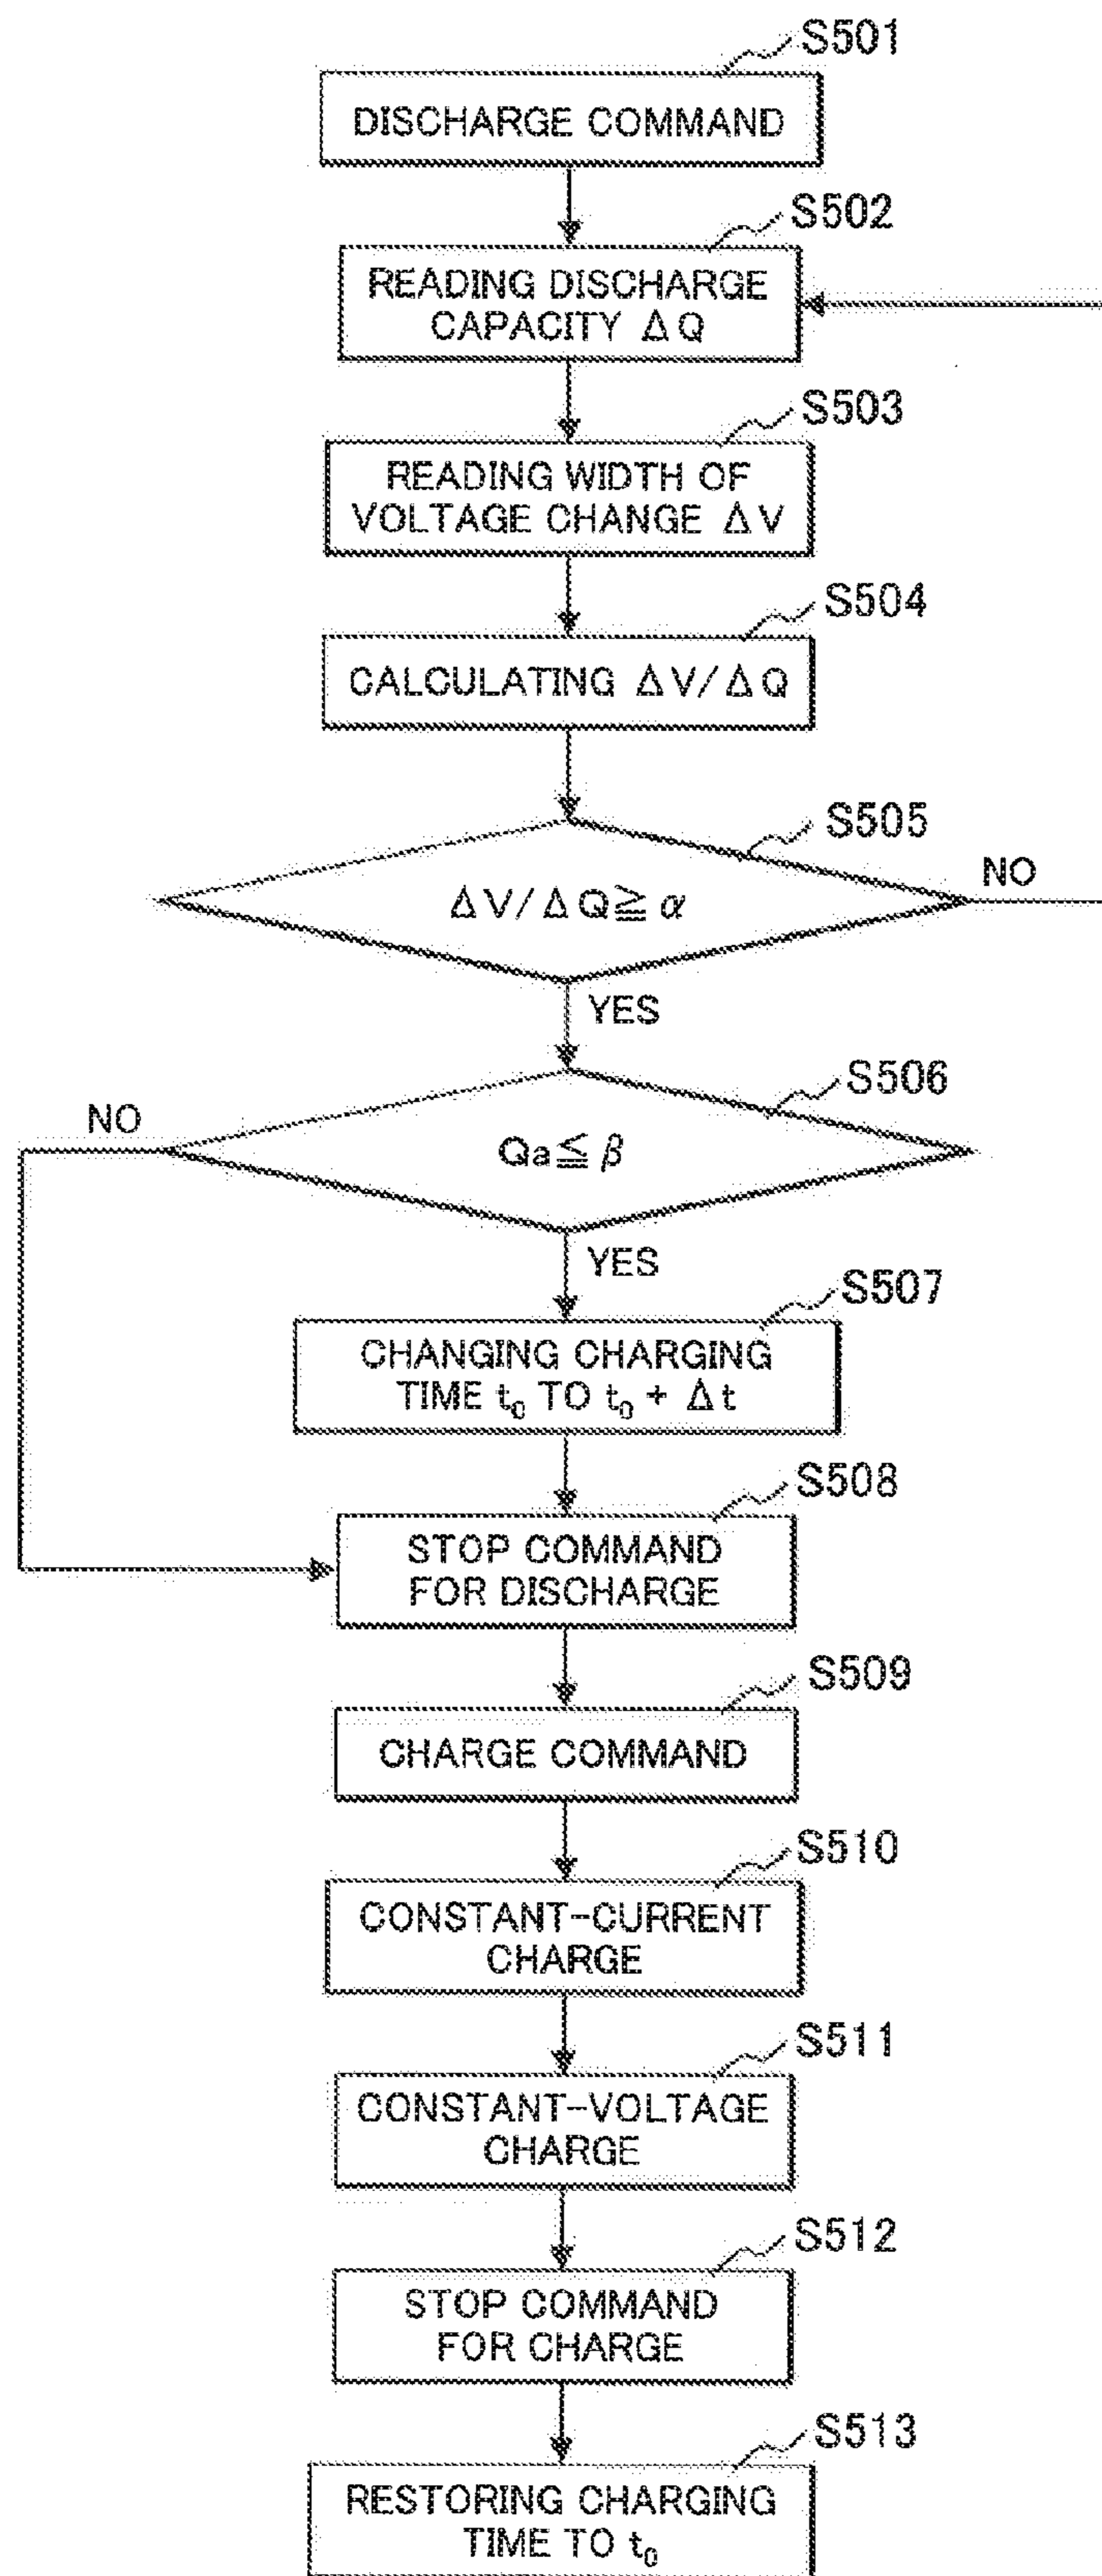 S501
DISCHARGE COMMAND
S502
READING DISCHARGE
CAPACITY ΔQ
S503
READING WIDTH OF
VOLTAGE CHANGE ΔV
S504
CALCULATING ΔV/ΔQ
S505
ΔV/ΔQ≧α
NO
YES
S506
NO
Qa≦β
YES
S507
CHANGING CHARGING
TIME t₀ TO t₀ + Δt
S508
STOP COMMAND
FOR DISCHARGE
S509
CHARGE COMMAND
S510
CONSTANT-CURRENT
CHARGE
S511
CONSTANT-VOLTAGE
CHARGE
S512
STOP COMMAND
FOR CHARGE
S513
RESTORING CHARGING
TIME TO t₀